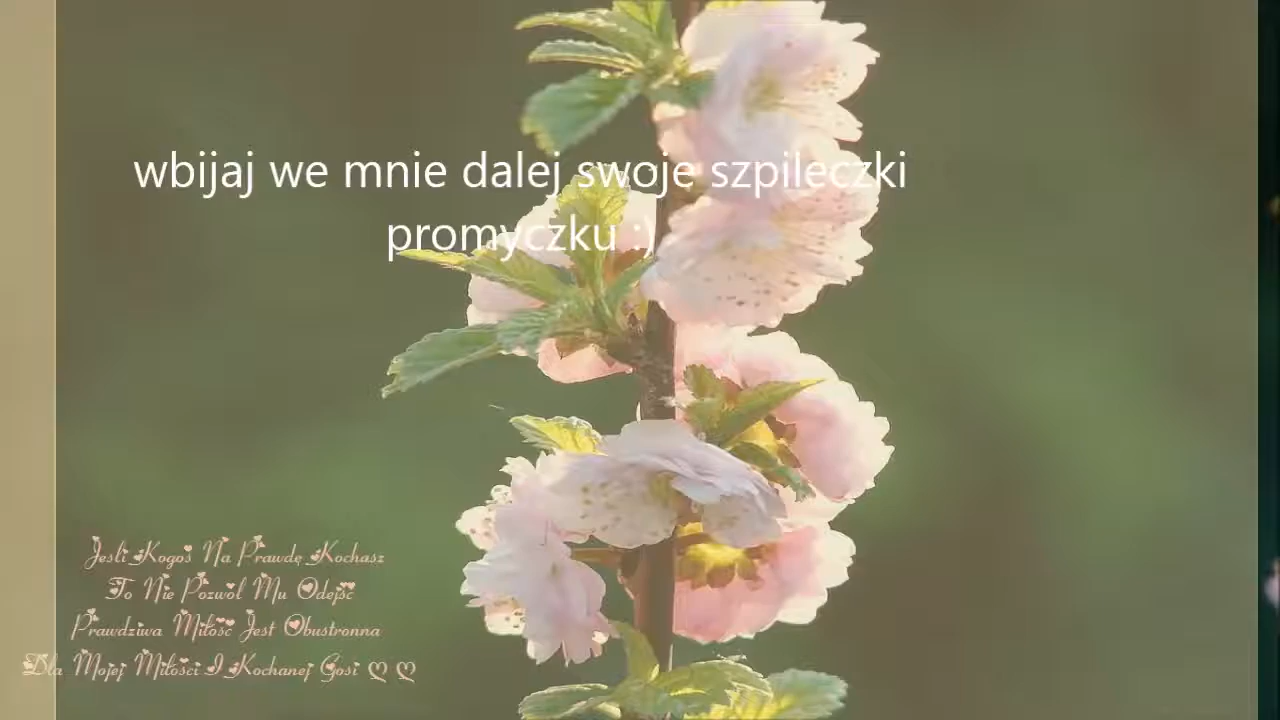 wbijaj we mnie dalej swoje szpileczki
promyczku :)
Jesli Kogoś Na Prawdę Kochasz
To Nie Pozwól Mu Odejść
Prawdziwa Miłość Jest Obustronna
Dla Mojej Miłości I Kochanej Gosi ღ ღ